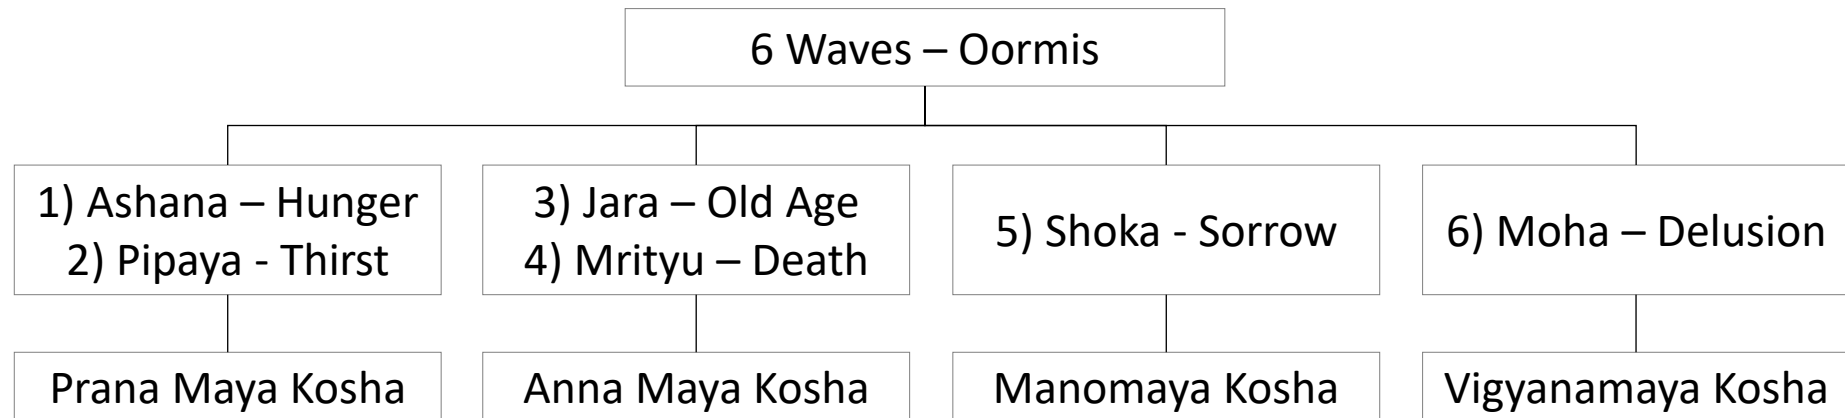 6 Waves – Oormis
1) Ashana – Hunger
2) Pipaya - Thirst
3) Jara – Old Age
4) Mrityu – Death
5) Shoka - Sorrow
6) Moha – Delusion
Prana Maya Kosha
Anna Maya Kosha
Manomaya Kosha
Vigyanamaya Kosha